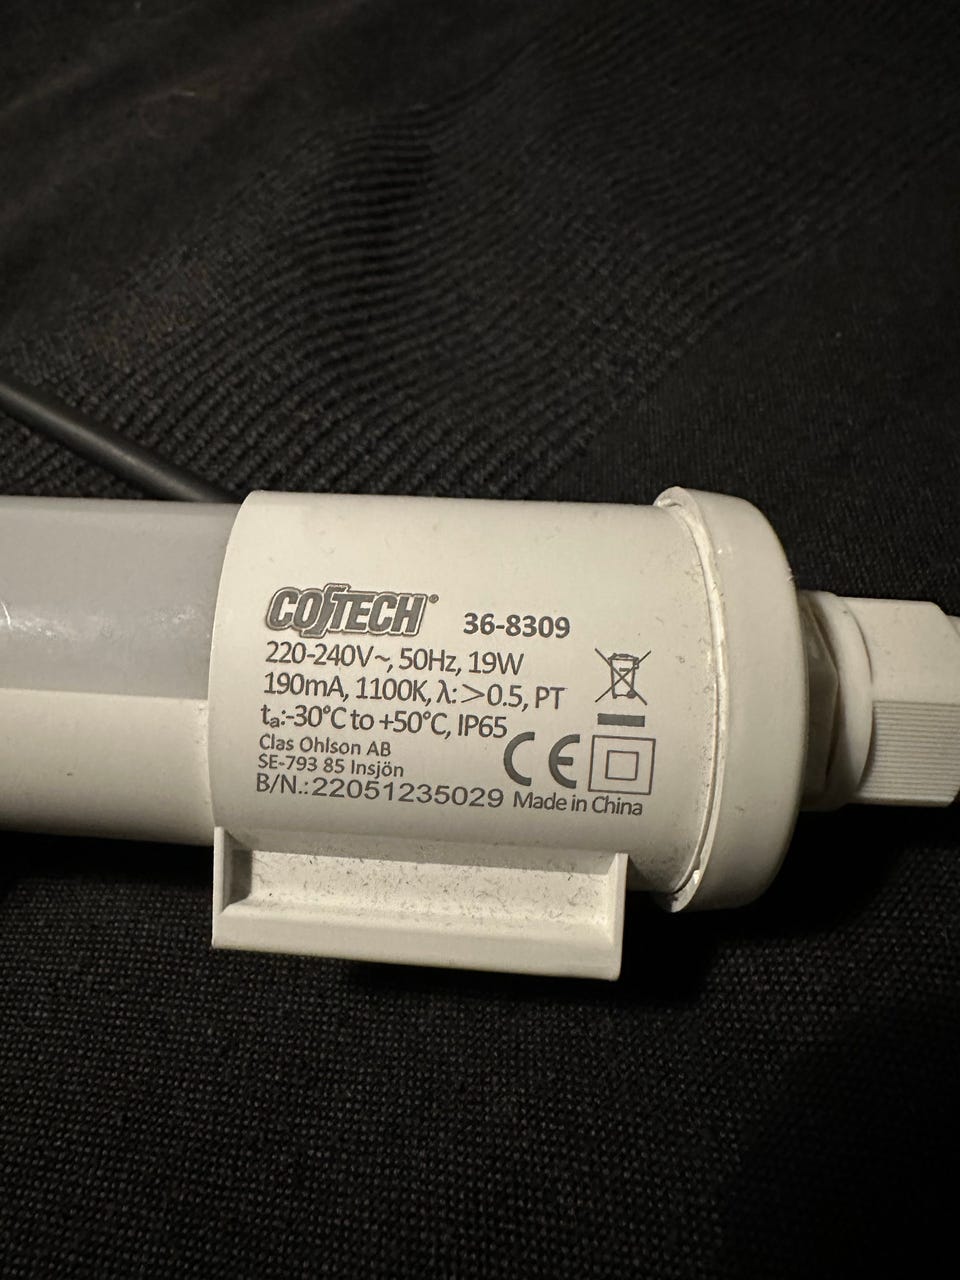 COTECH® 36-8309
220-240V~, 50Hz, 19W
190mA, 1100K, λ:>0.5, PT
ta:-30°C to +50°C, IP65
Clas Ohlson AB
SE-793 85 Insjön
CE
B/N.:22051235029 Made in China